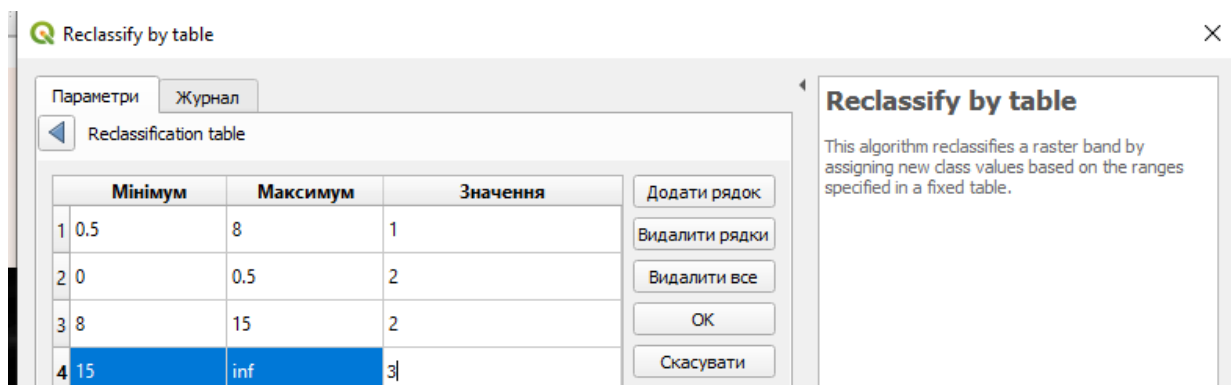 Reclassify by table
Параметри Журнал
Reclassification table
Мінімум Максимум Значення
1 0.5 8 1
2 0 0.5 2
3 8 15 2
4 15 inf 3
Додати рядок
Видалити рядки
Видалити все
OK
Скасувати
Reclassify by table
This algorithm reclassifies a raster band by
assigning new class values based on the ranges
specified in a fixed table.